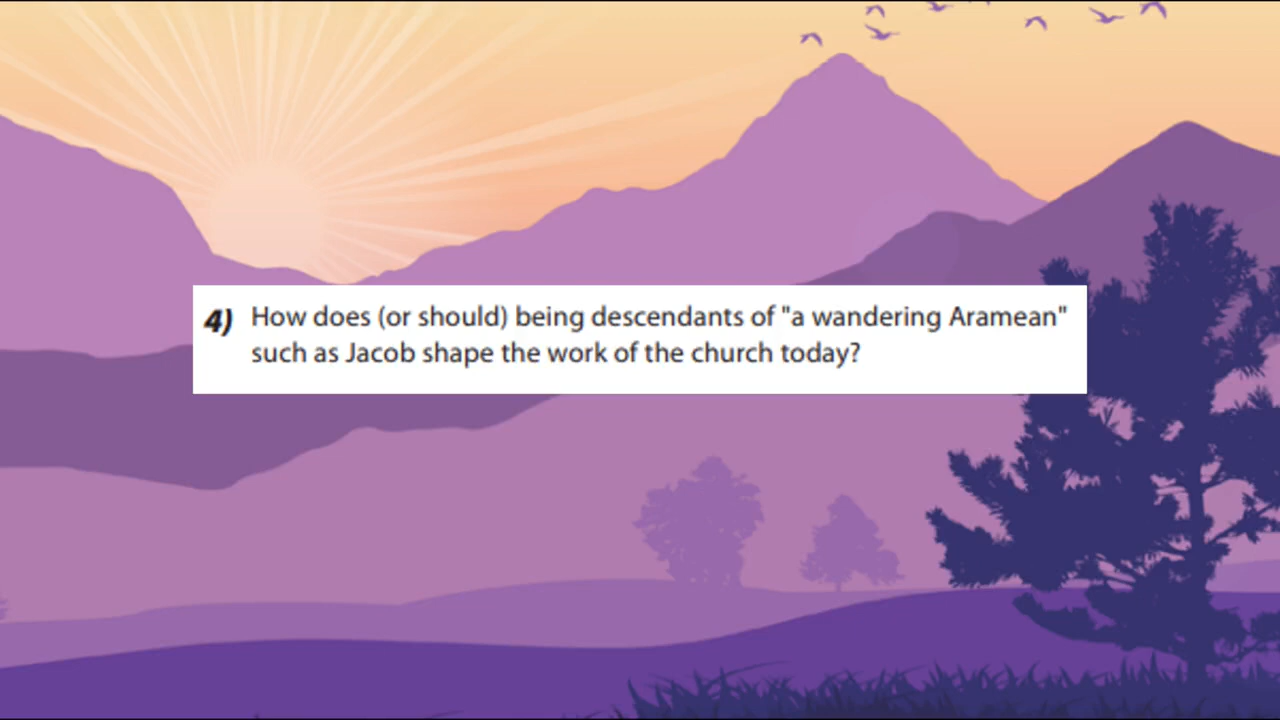 4) How does (or should) being descendants of "a wandering Aramean"
such as Jacob shape the work of the church today?